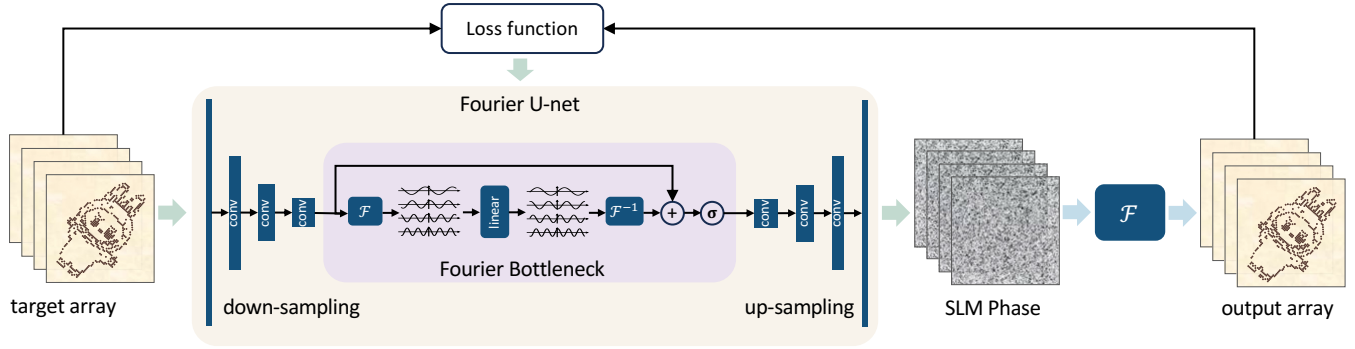 Loss function
Fourier U-net
conv
conv
conv
ℱ
linear
ℱ⁻¹
+
σ
conv
conv
conv
ℱ
Fourier Bottleneck
target array
down-sampling
up-sampling
SLM Phase
output array